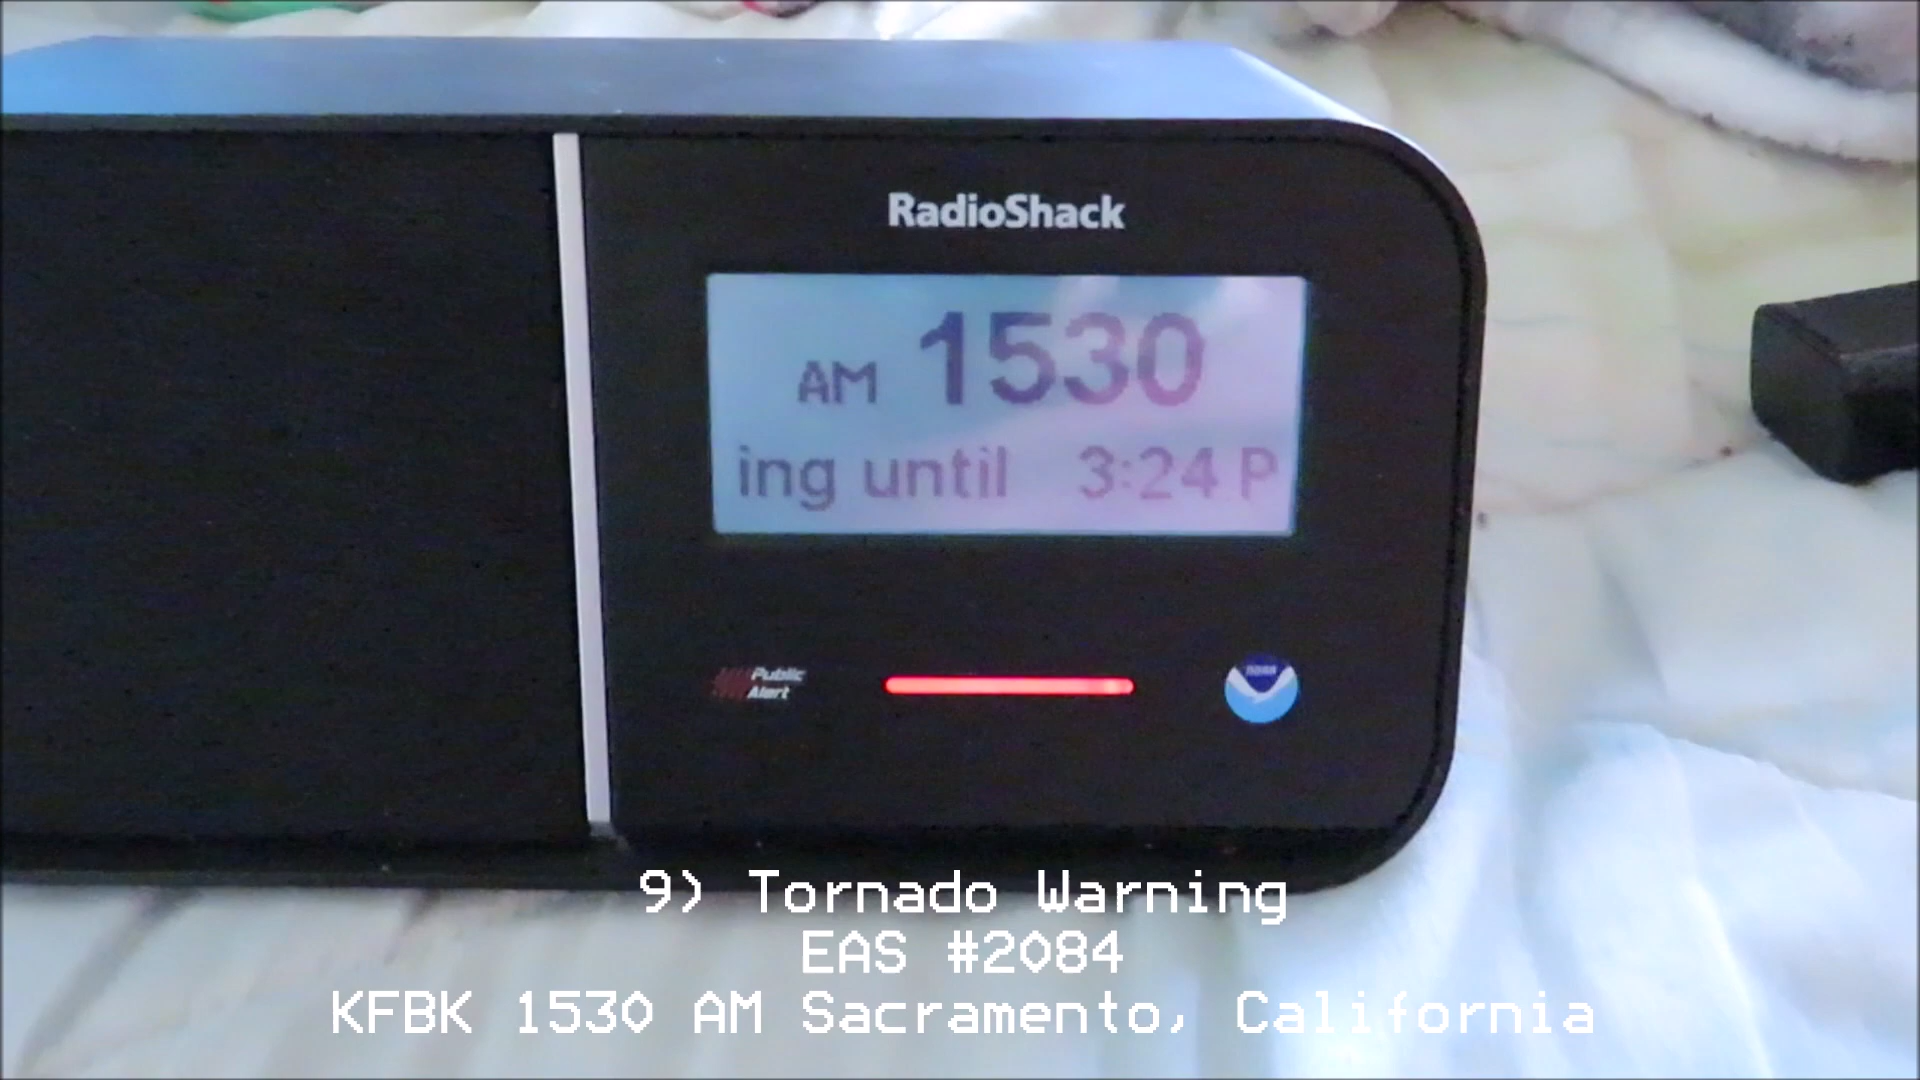 RadioShack
AM 1530
ing until 3:24 P
Public
Alert
NOAA
9) Tornado Warning
EAS #2084
KFBK 1530 AM Sacramento, California